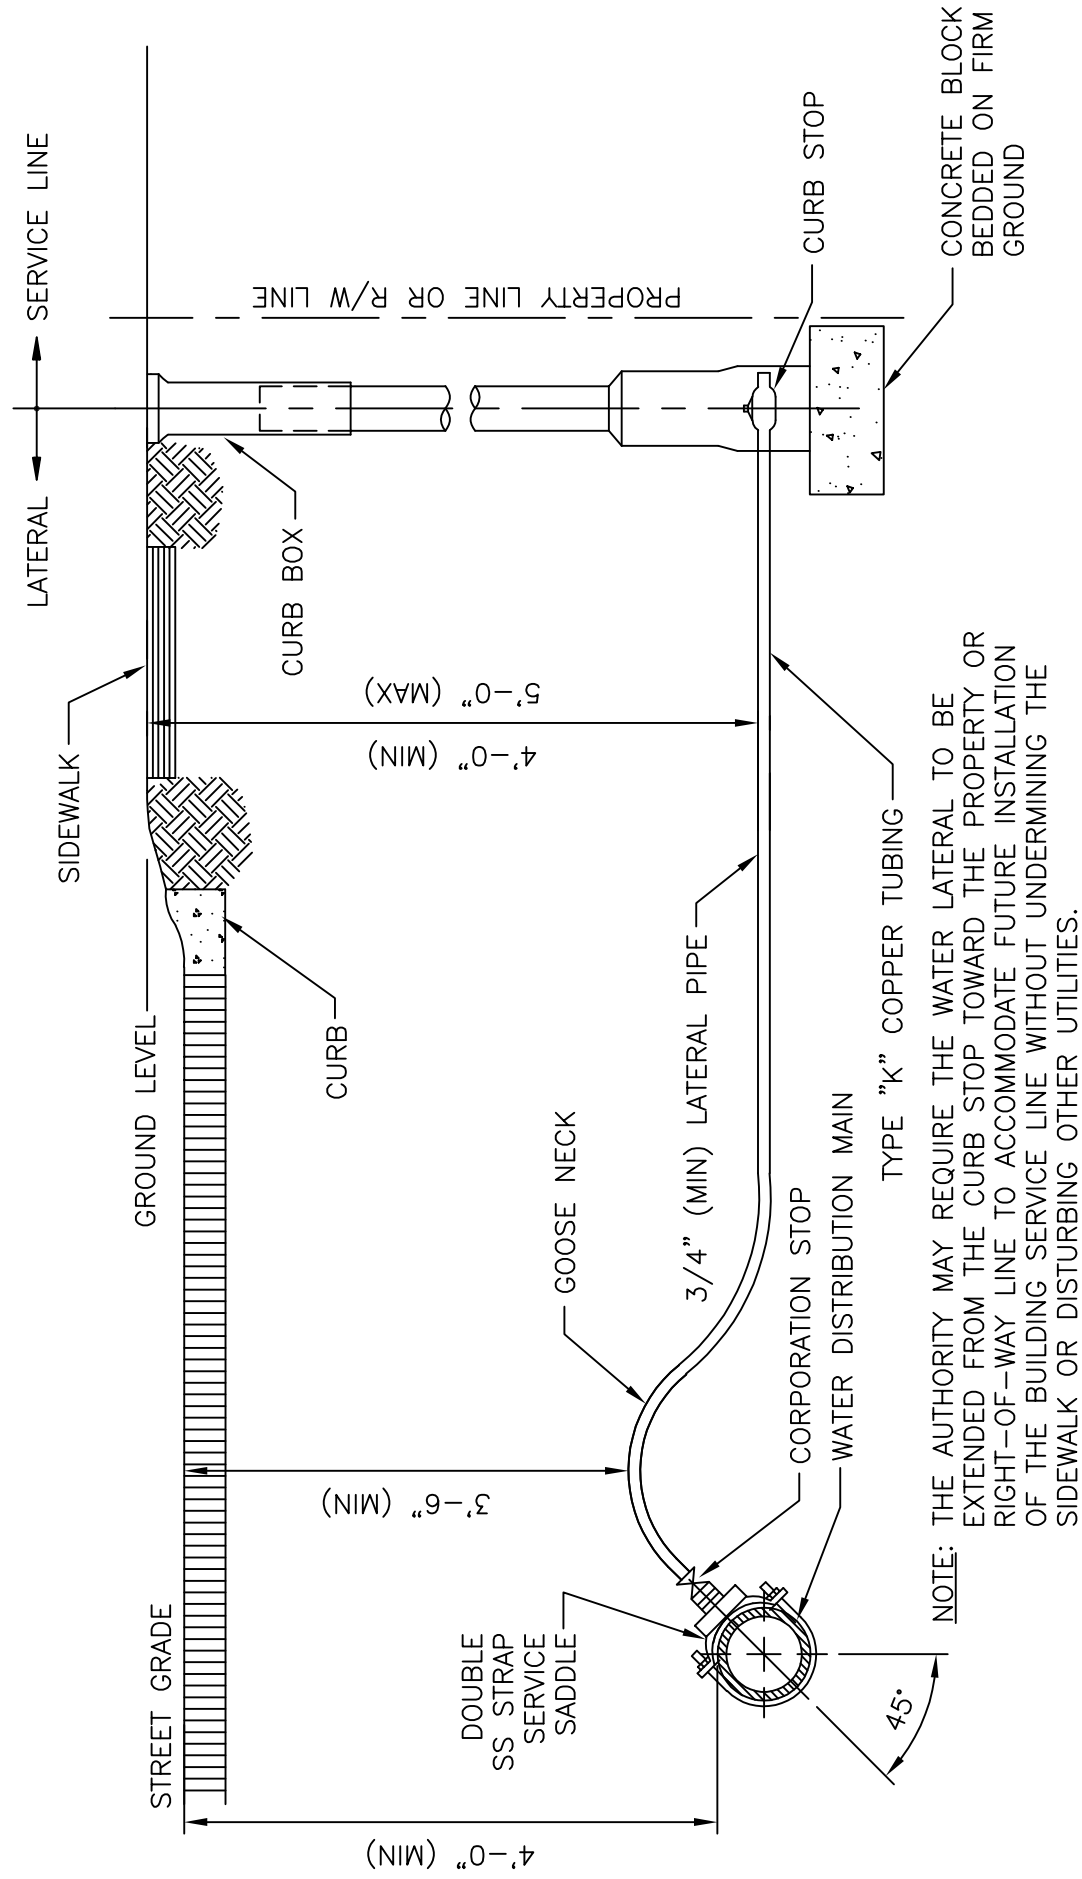 LATERAL
SERVICE LINE
SIDEWALK
GROUND LEVEL
STREET GRADE
CURB
CURB BOX
PROPERTY LINE OR R/W LINE
4'-0" (MIN)
3'-6" (MIN)
4'-0" (MIN)
5'-0" (MAX)
GOOSE NECK
3/4" (MIN) LATERAL PIPE
CURB STOP
CONCRETE BLOCK
BEDDED ON FIRM
GROUND
DOUBLE
SS STRAP
SERVICE
SADDLE
CORPORATION STOP
WATER DISTRIBUTION MAIN
TYPE "K" COPPER TUBING
45°
NOTE: THE AUTHORITY MAY REQUIRE THE WATER LATERAL TO BE
EXTENDED FROM THE CURB STOP TOWARD THE PROPERTY OR
RIGHT-OF-WAY LINE TO ACCOMMODATE FUTURE INSTALLATION
OF THE BUILDING SERVICE LINE WITHOUT UNDERMINING THE
SIDEWALK OR DISTURBING OTHER UTILITIES.